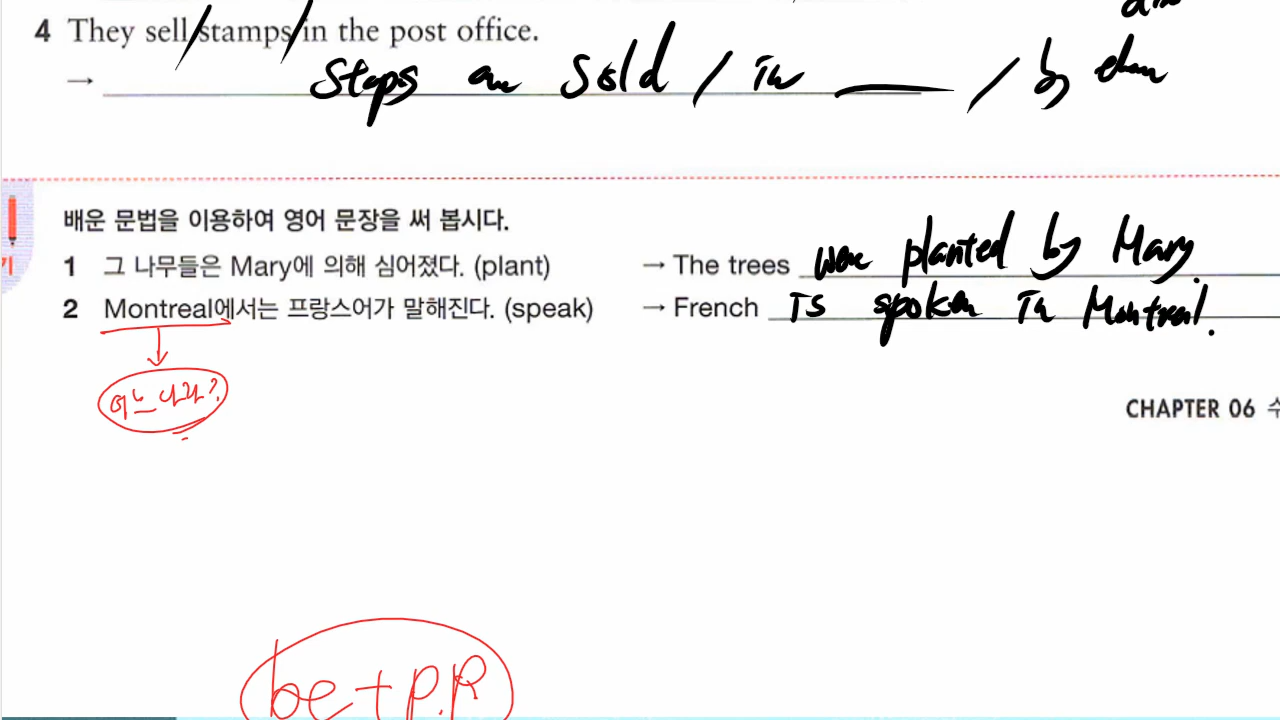 4 They sell/stamps/in the post office.
→ Stops are sold / in ___ / by them
배운 문법을 이용하여 영어 문장을 써 봅시다.
1 그 나무들은 Mary에 의해 심어졌다. (plant) → The trees were planted by Mary.
2 Montreal에서는 프랑스어가 말해진다. (speak) → French is spoken in Montreal.
어느 나라?
CHAPTER 06
be+P.P